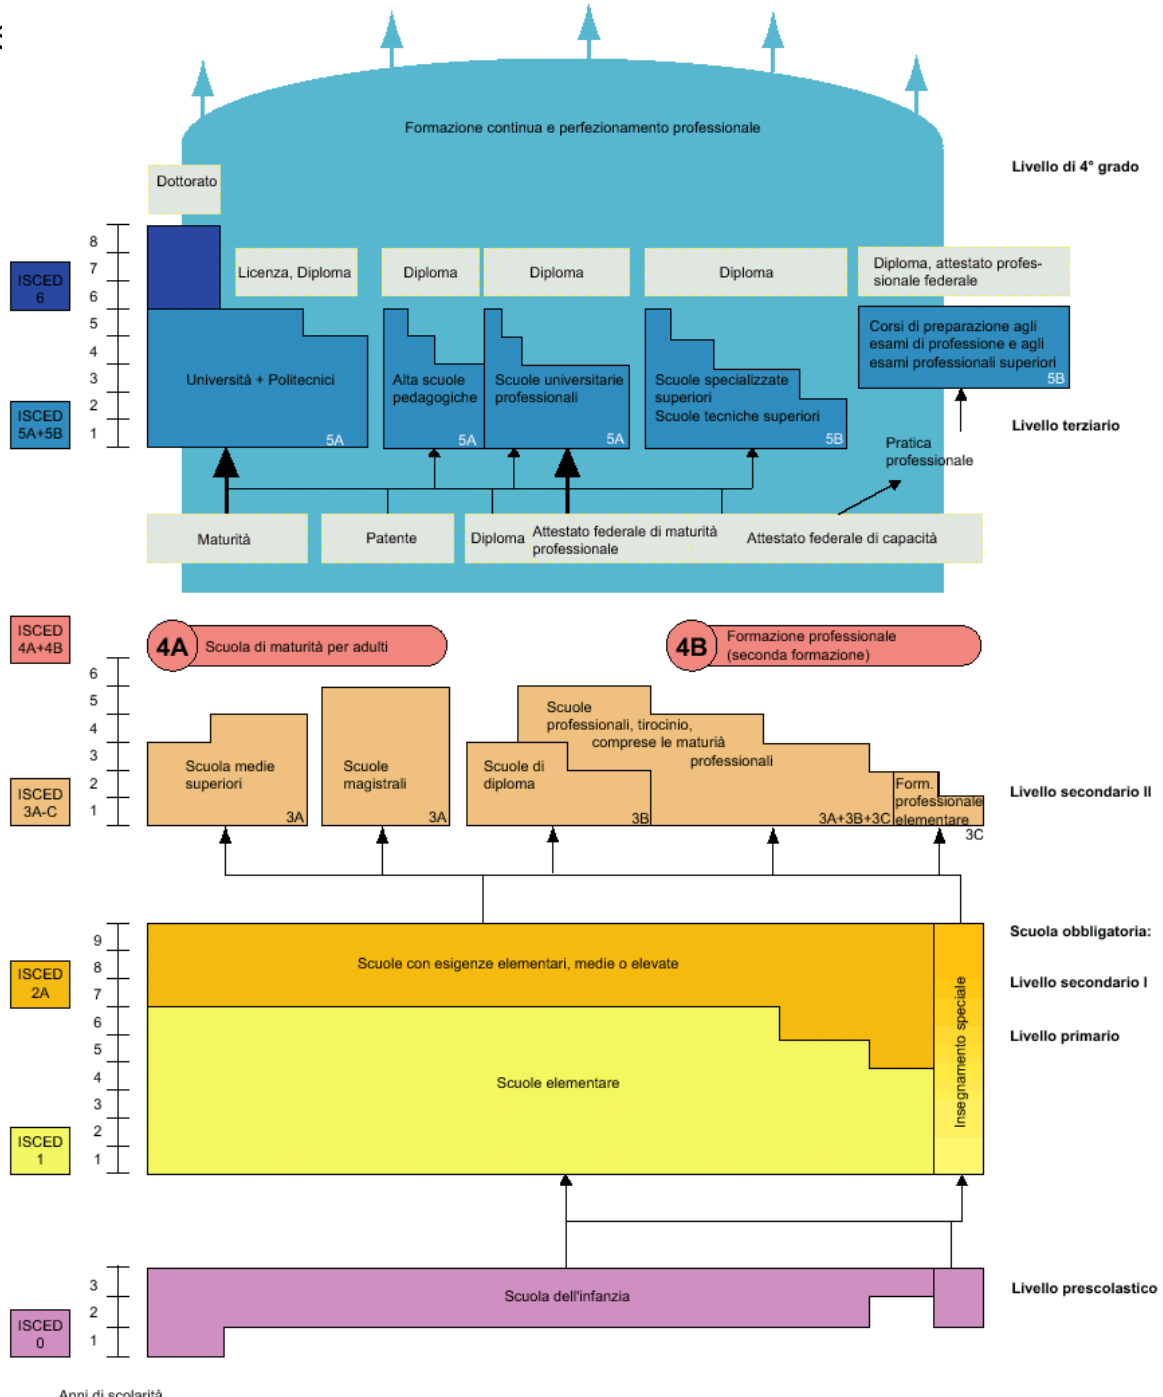 Formazione continua e perfezionamento professionale
Livello di 4° grado
Dottorato
8
7
6
5
4
3
2
1
ISCED
6
Licenza, Diploma
Diploma
Diploma
Diploma
Diploma, attestato profes-
sionale federale
Università + Politecnici
5A
Alta scuole
pedagogiche
5A
Scuole universitarie
professionali
5A
Scuole specializzate
superiori
Scuole tecniche superiori
5B
Corsi di preparazione agli
esami di professione e agli
esami professionali superiori
5B
ISCED
5A+5B
Livello terziario
Pratica
professionale
Maturità
Patente
Diploma
Attestato federale di maturità
professionale
Attestato federale di capacità
ISCED
4A+4B
4A
Scuola di maturità per adulti
4B
Formazione professionale
(seconda formazione)
6
5
4
3
2
1
Scuola medie
superiori
3A
Scuole
magistrali
3A
Scuole
professionali, tirocinio,
comprese le maturià
professionali
Scuole di
diploma
3B
3A+3B+3C
Form.
professionale
elementare
3C
ISCED
3A-C
Livello secondario II
9
8
7
6
5
4
3
2
1
Scuola obbligatoria:
Scuole con esigenze elementari, medie o elevate
ISCED
2A
Livello secondario I
Livello primario
Insegnamento speciale
Scuole elementare
ISCED
1
3
2
1
Scuola dell'infanzia
Livello prescolastico
ISCED
0
Anni di scolarità